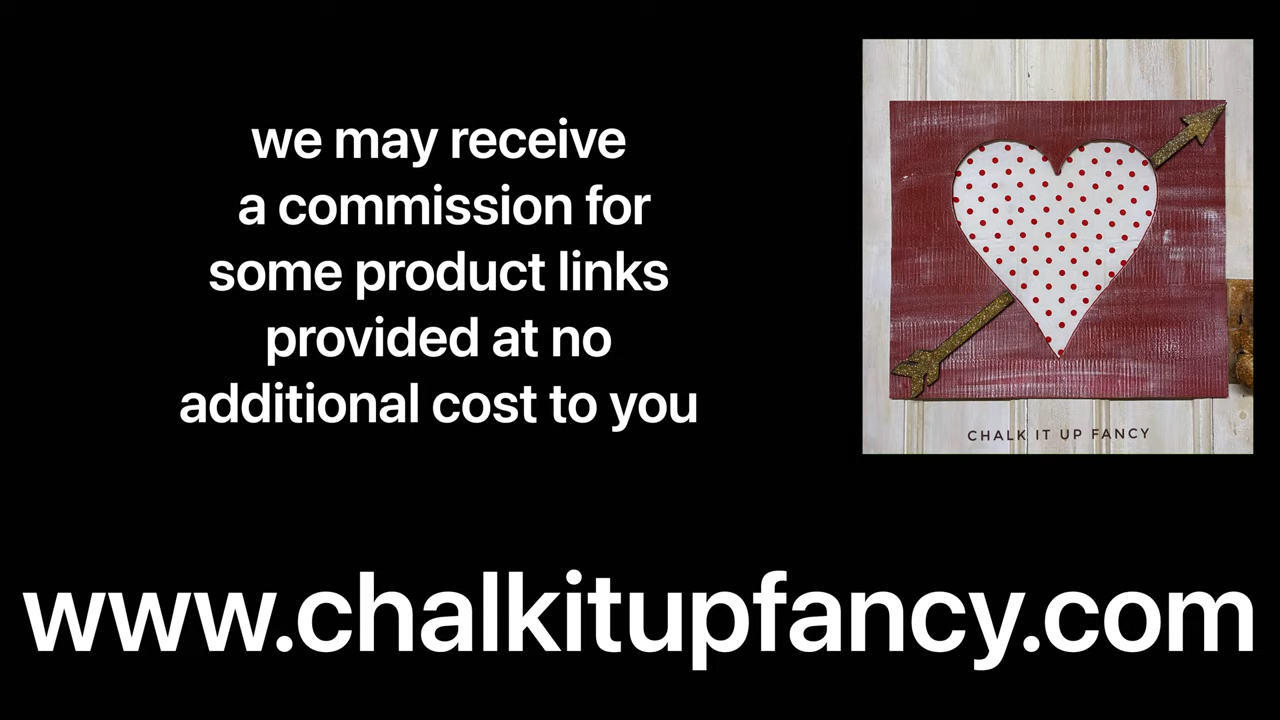 we may receive
a commission for
some product links
provided at no
additional cost to you
CHALK IT UP FANCY
www.chalkitupfancy.com